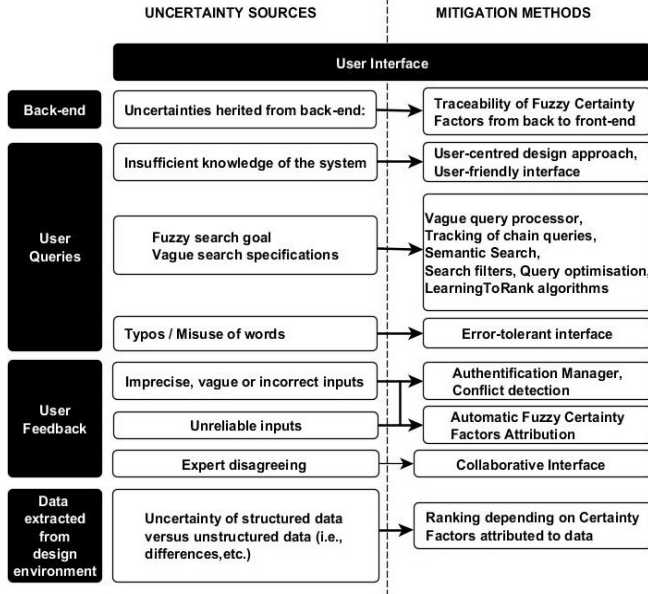 UNCERTAINTY SOURCES
MITIGATION METHODS
User Interface
Back-end
Uncertainties herited from back-end:
Traceability of Fuzzy Certainty
Factors from back to front-end
User
Queries
Insufficient knowledge of the system
User-centred design approach,
User-friendly interface
Fuzzy search goal
Vague search specifications
Vague query processor,
Tracking of chain queries,
Semantic Search,
Search filters, Query optimisation,
LearningToRank algorithms
Typos / Misuse of words
Error-tolerant interface
User
Feedback
Imprecise, vague or incorrect inputs
Authentification Manager,
Conflict detection
Unreliable inputs
Automatic Fuzzy Certainty
Factors Attribution
Expert disagreeing
Collaborative Interface
Data
extracted
from
design
environment
Uncertainty of structured data
versus unstructured data (i.e.,
differences,etc.)
Ranking depending on Certainty
Factors attributed to data